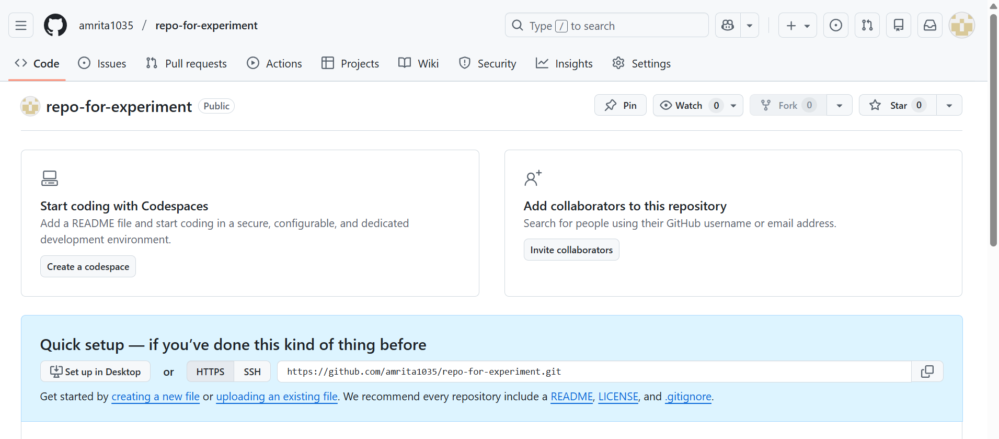 amrita1035 / repo-for-experiment
Type / to search
Code Issues Pull requests Actions Projects Wiki Security Insights Settings
repo-for-experiment Public
Pin Watch 0 Fork 0 Star 0
Start coding with Codespaces
Add a README file and start coding in a secure, configurable, and dedicated
development environment.
Create a codespace
Add collaborators to this repository
Search for people using their GitHub username or email address.
Invite collaborators
Quick setup — if you’ve done this kind of thing before
Set up in Desktop or HTTPS SSH https://github.com/amrita1035/repo-for-experiment.git
Get started by creating a new file or uploading an existing file. We recommend every repository include a README, LICENSE, and .gitignore.